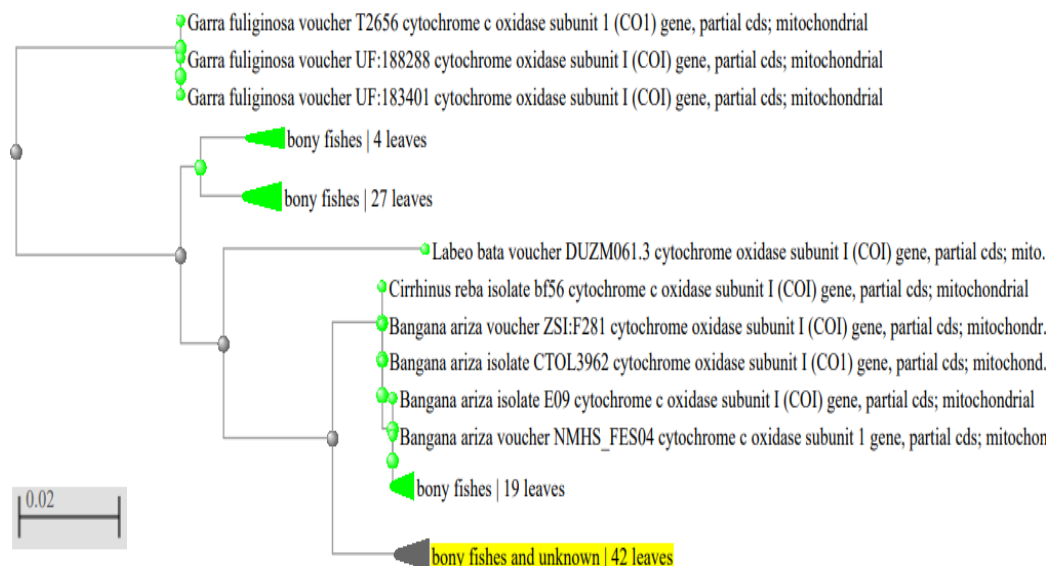 Garra fuliginosa voucher T2656 cytochrome c oxidase subunit 1 (CO1) gene, partial cds; mitochondrial
Garra fuliginosa voucher UF:188288 cytochrome oxidase subunit I (COI) gene, partial cds; mitochondrial
Garra fuliginosa voucher UF:183401 cytochrome oxidase subunit I (COI) gene, partial cds; mitochondrial
bony fishes | 4 leaves
bony fishes | 27 leaves
Labeo bata voucher DUZM061.3 cytochrome oxidase subunit I (COI) gene, partial cds; mito.
Cirrhinus reba isolate bf56 cytochrome c oxidase subunit I (COI) gene, partial cds; mitochondrial
Bangana ariza voucher ZSI:F281 cytochrome oxidase subunit I (COI) gene, partial cds; mitochondr.
Bangana ariza isolate CTOL3962 cytochrome oxidase subunit I (CO1) gene, partial cds; mitochond.
Bangana ariza isolate E09 cytochrome c oxidase subunit I (COI) gene, partial cds; mitochondrial
Bangana ariza voucher NMHS_FES04 cytochrome c oxidase subunit 1 gene, partial cds; mitochon
bony fishes | 19 leaves
0.02
bony fishes and unknown | 42 leaves